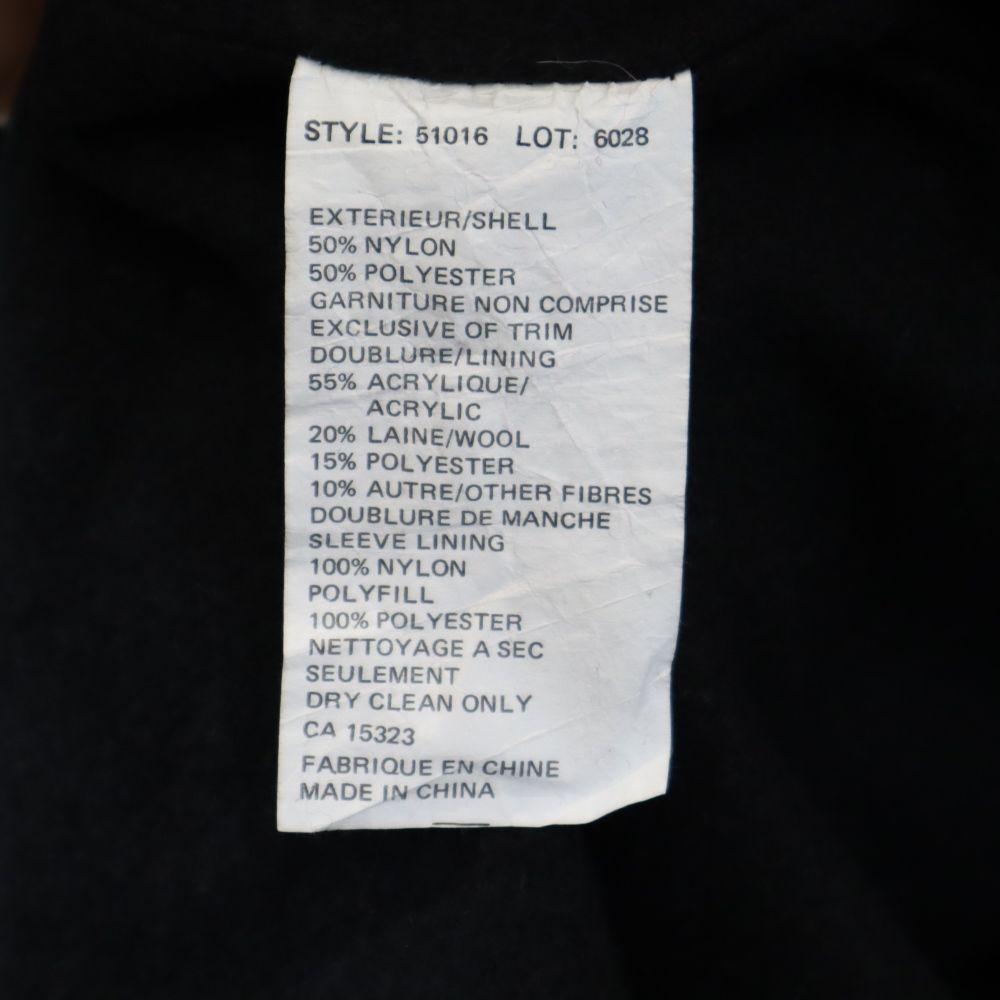 STYLE: 51016 LOT: 6028
EXTERIEUR/SHELL
50% NYLON
50% POLYESTER
GARNITURE NON COMPRISE
EXCLUSIVE OF TRIM
DOUBLURE/LINING
55% ACRYLIQUE/
ACRYLIC
20% LAINE/WOOL
15% POLYESTER
10% AUTRE/OTHER FIBRES
DOUBLURE DE MANCHE
SLEEVE LINING
100% NYLON
POLYFILL
100% POLYESTER
NETTOYAGE A SEC
SEULEMENT
DRY CLEAN ONLY
CA 15323
FABRIQUE EN CHINE
MADE IN CHINA